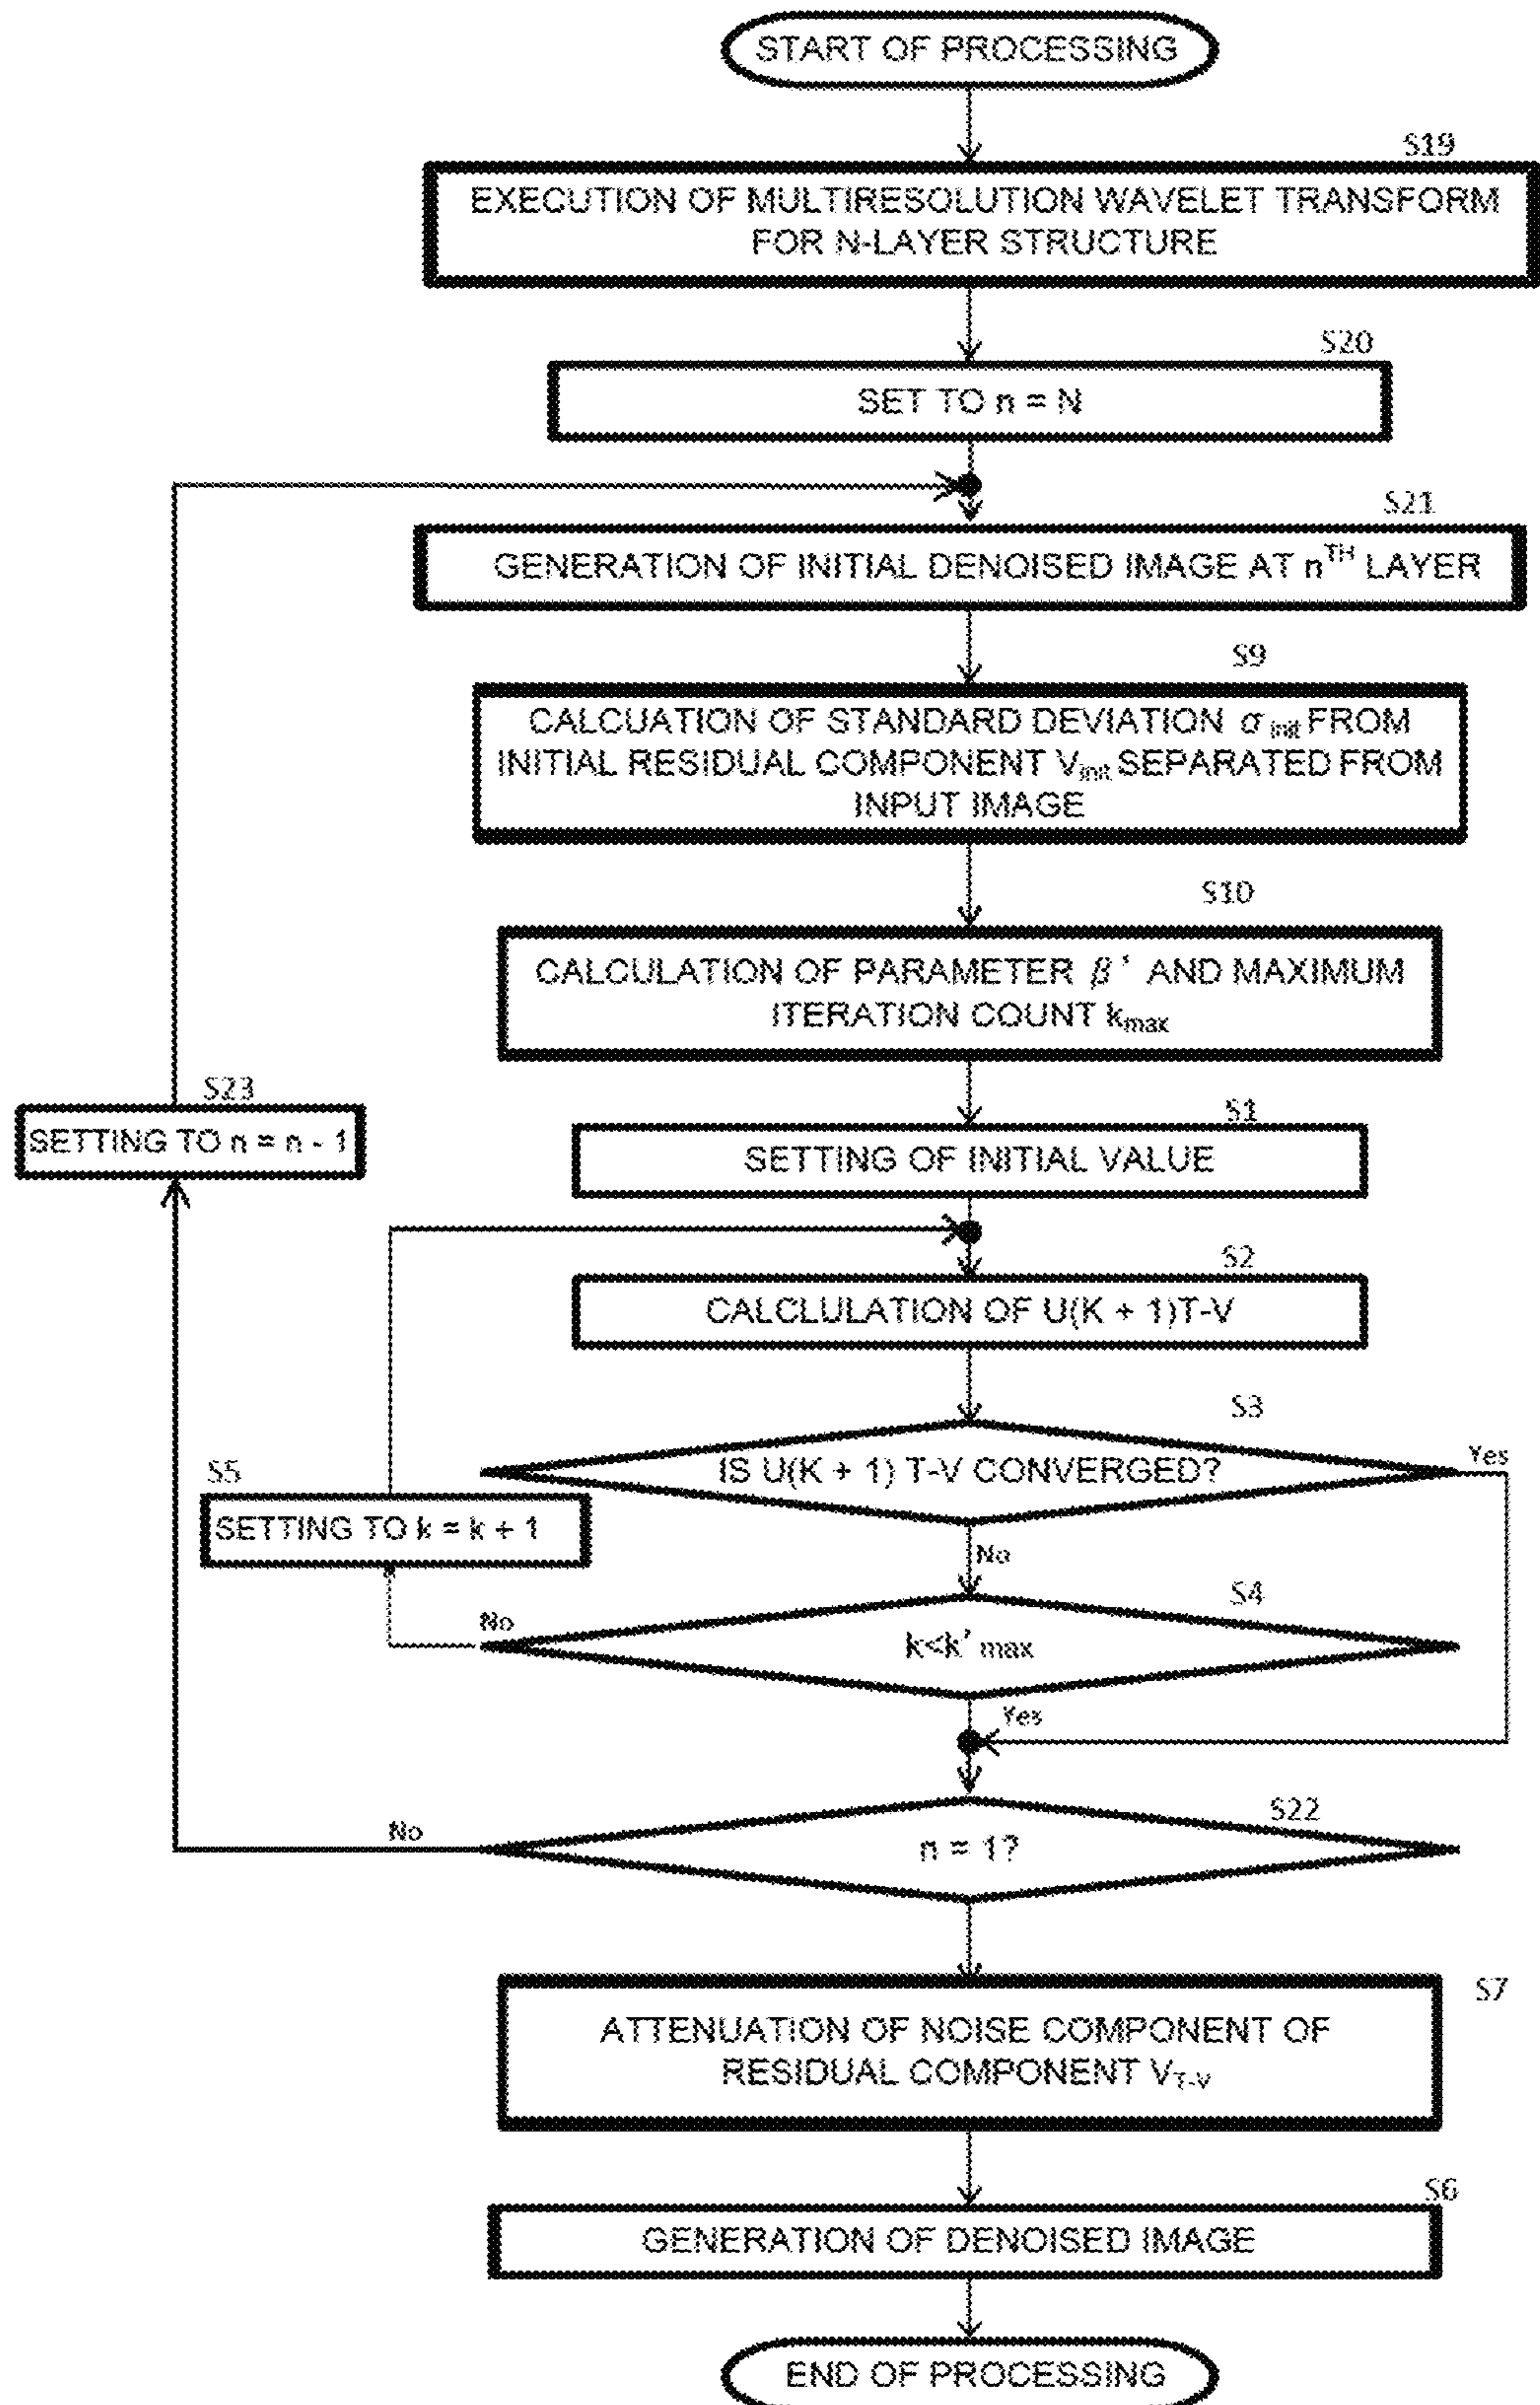 START OF PROCESSING
S19
EXECUTION OF MULTIRESOLUTION WAVELET TRANSFORM
FOR N-LAYER STRUCTURE
S20
SET TO n = N
S21
GENERATION OF INITIAL DENOISED IMAGE AT n^TH LAYER
S9
CALCUATION OF STANDARD DEVIATION σ init FROM
INITIAL RESIDUAL COMPONENT Vinit SEPARATED FROM
INPUT IMAGE
S10
CALCULATION OF PARAMETER β' AND MAXIMUM
ITERATION COUNT kmax
S23
SETTING TO n = n - 1
S1
SETTING OF INITIAL VALUE
S2
CALCLULATION OF U(K + 1)T-V
S3
IS U(K + 1) T-V CONVERGED?
Yes
S5
SETTING TO k = k + 1
No
S4
No
k<k' max
Yes
S22
No
n = 1?
S7
ATTENUATION OF NOISE COMPONENT OF
RESIDUAL COMPONENT VT-V
S6
GENERATION OF DENOISED IMAGE
END OF PROCESSING